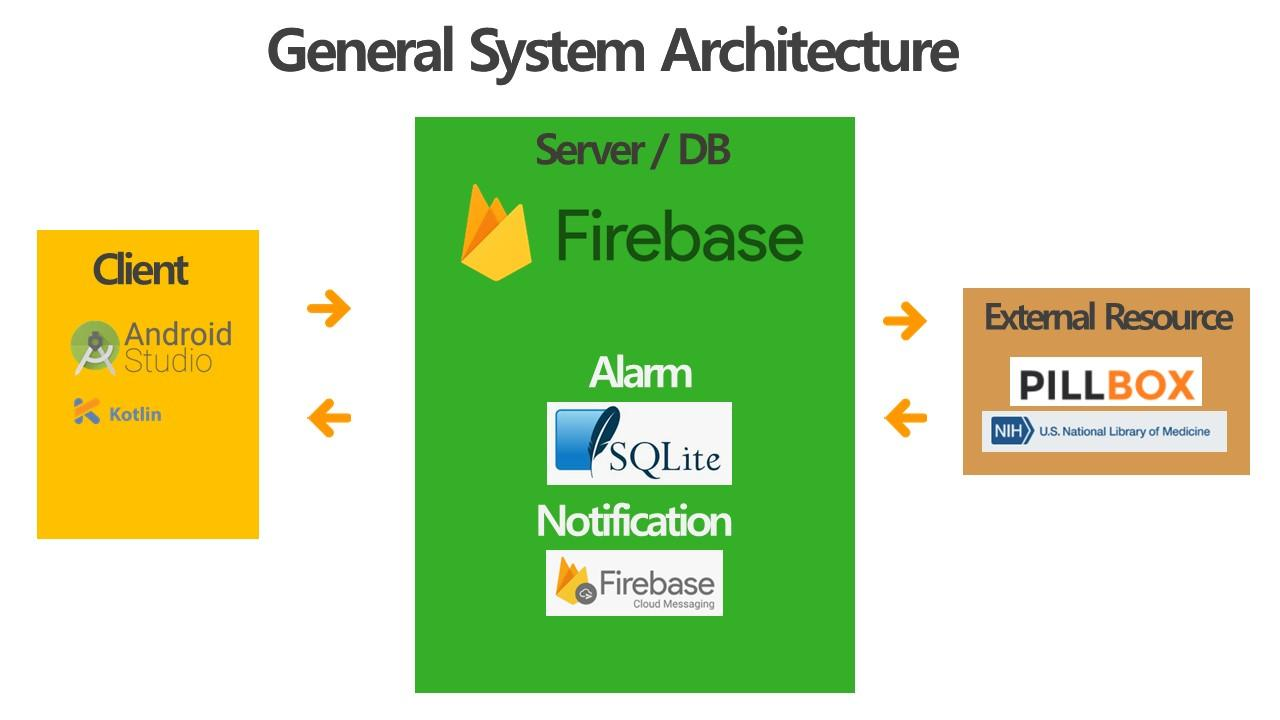 General System Architecture
Server / DB
Firebase
Client
Android
Studio
Kotlin
Alarm
SQLite
Notification
Firebase
Cloud Messaging
External Resource
PILLBOX
NIH U.S. National Library of Medicine